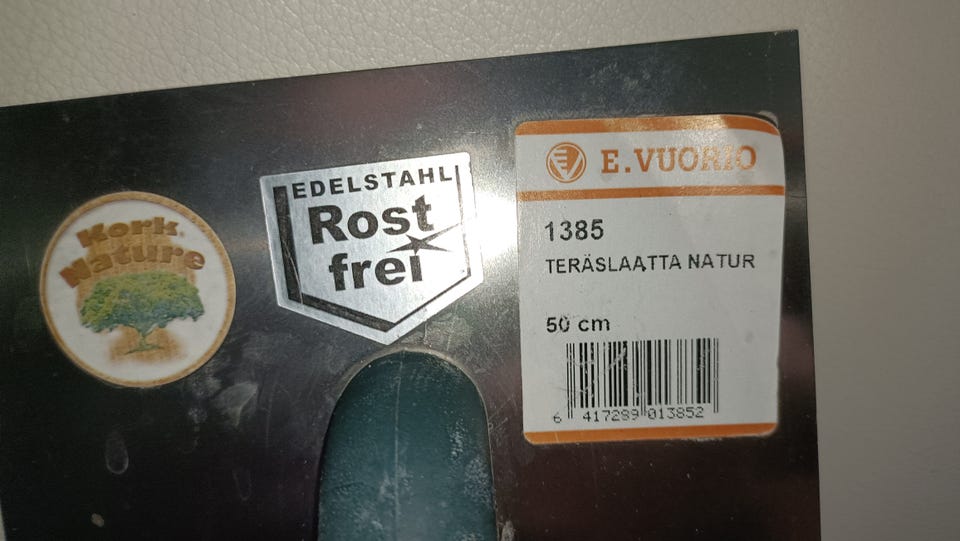 Kork
Nature
EDELSTAHL
Rost
frei
E.VUORIO
1385
TERÄSLAATTA NATUR
50 cm
6 417289 013852